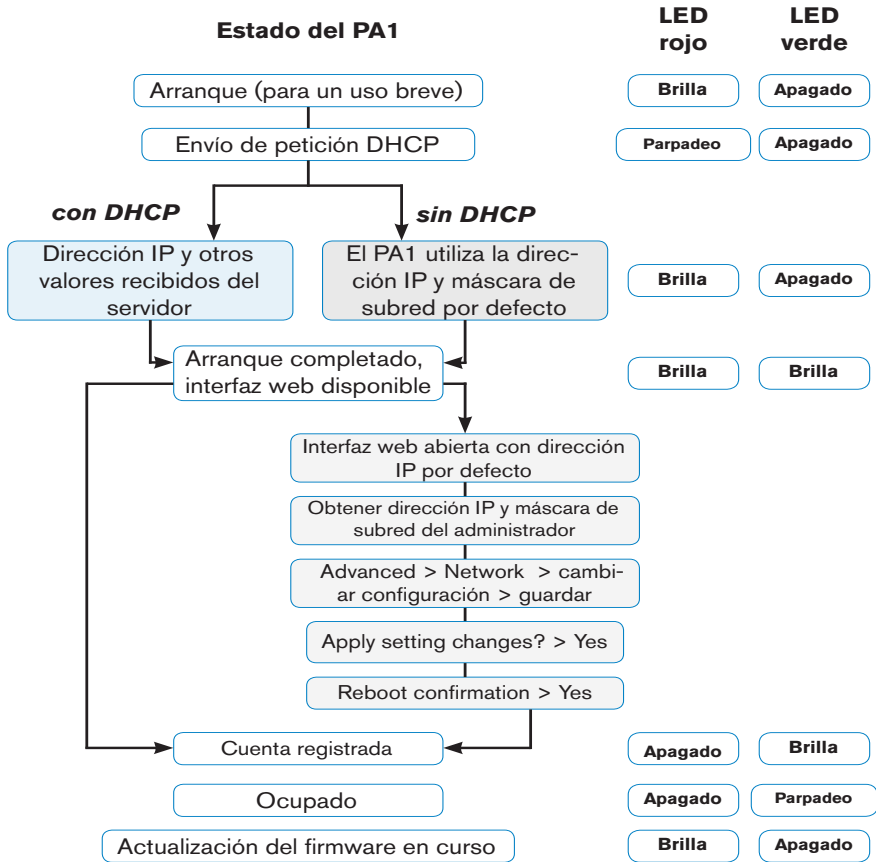 Estado del PA1
LED
rojo
LED
verde
Arranque (para un uso breve)
Brilla
Apagado
Envío de petición DHCP
Parpadeo
Apagado
con DHCP
sin DHCP
Dirección IP y otros
valores recibidos del
servidor
El PA1 utiliza la direc-
ción IP y máscara de
subred por defecto
Brilla
Apagado
Arranque completado,
interfaz web disponible
Brilla
Brilla
Interfaz web abierta con dirección
IP por defecto
Obtener dirección IP y máscara de
subred del administrador
Advanced > Network > cambi-
ar configuración > guardar
Apply setting changes? > Yes
Reboot confirmation > Yes
Cuenta registrada
Apagado
Brilla
Ocupado
Apagado
Parpadeo
Actualización del firmware en curso
Brilla
Apagado